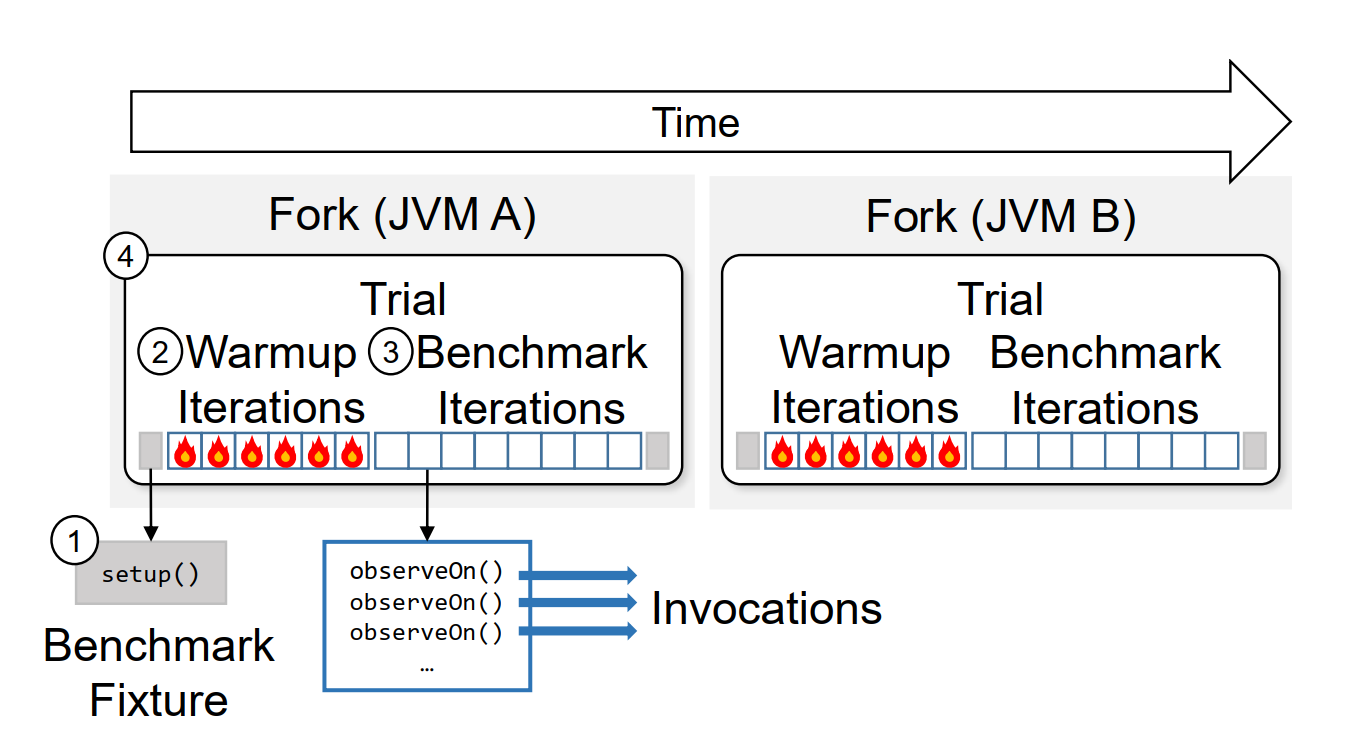 Time
Fork (JVM A)
Fork (JVM B)
4
Trial
Trial
2 Warmup 3 Benchmark
Iterations Iterations
Warmup Benchmark
Iterations Iterations
1
setup()
Benchmark
Fixture
observeOn()
observeOn()
observeOn()
…
Invocations